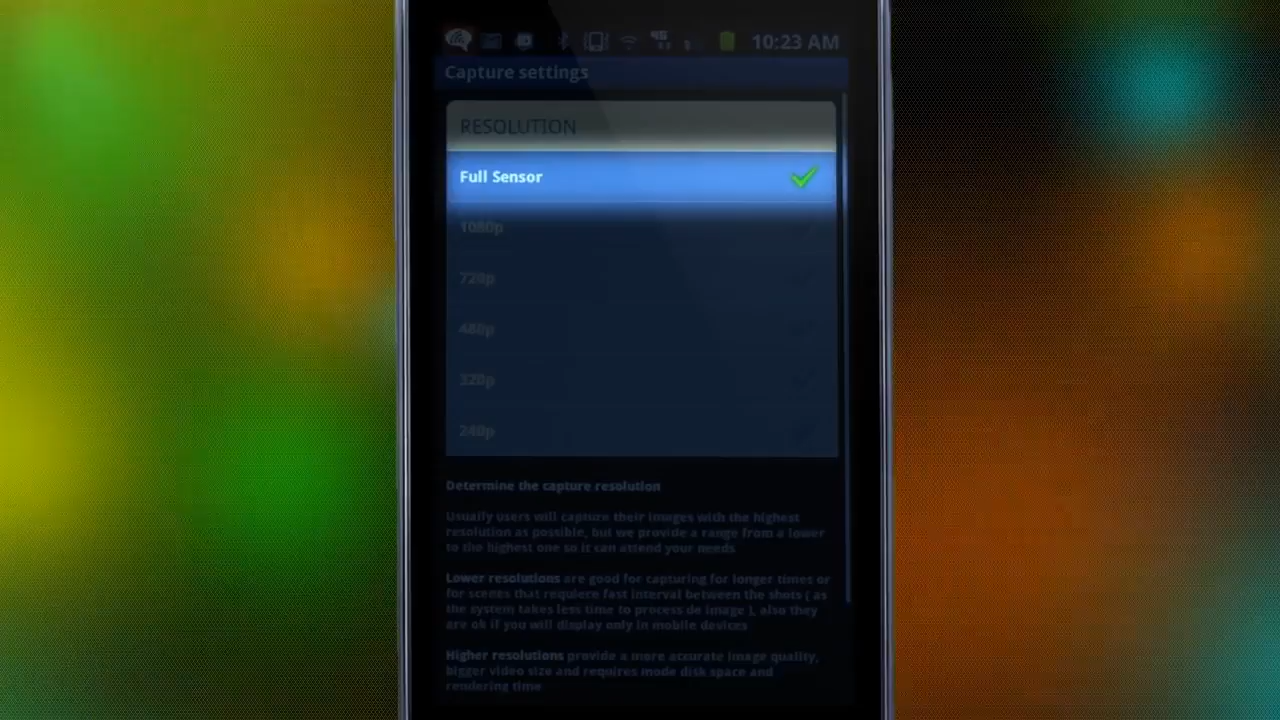 10:23 AM
Capture settings
RESOLUTION
Full Sensor
1080p
720p
480p
320p
240p
Determine the capture resolution
Usually users will capture their images with the highest
resolution as possible, but we provide a range from a lower
to the highest one so it can attend your needs
Lower resolutions are good for capturing for longer times or
for scenes that requiere fast interval between the shots ( as
the system takes less time to process de image ), also they
are ok if you will display only in mobile devices
Higher resolutions provide a more accurate image quality,
bigger video size and requires mode disk space and
rendering time